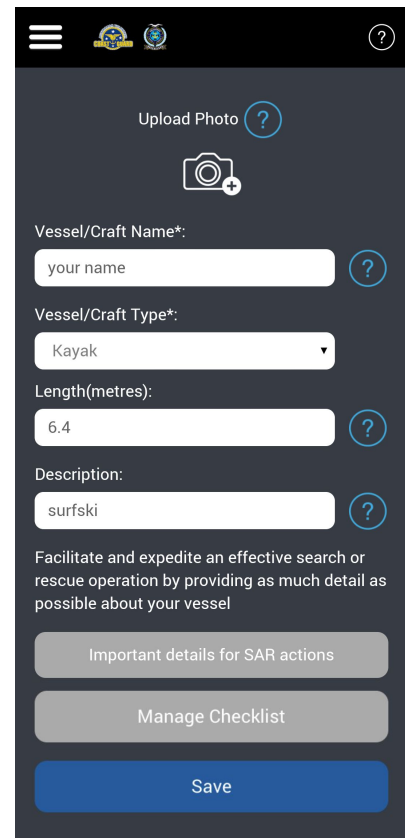 ?
Upload Photo ?
Vessel/Craft Name*:
your name ?
Vessel/Craft Type*:
Kayak
Length(metres):
6.4 ?
Description:
surfski ?
Facilitate and expedite an effective search or
rescue operation by providing as much detail as
possible about your vessel
Important details for SAR actions
Manage Checklist
Save